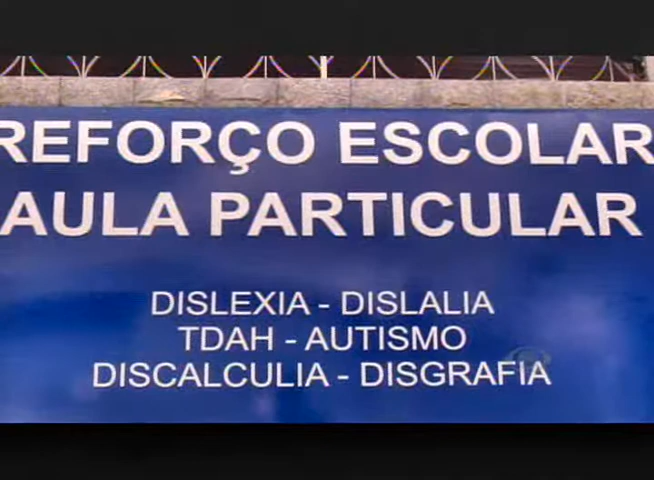 REFORÇO ESCOLAR
AULA PARTICULAR
DISLEXIA - DISLALIA
TDAH - AUTISMO
DISCALCULIA - DISGRAFIA